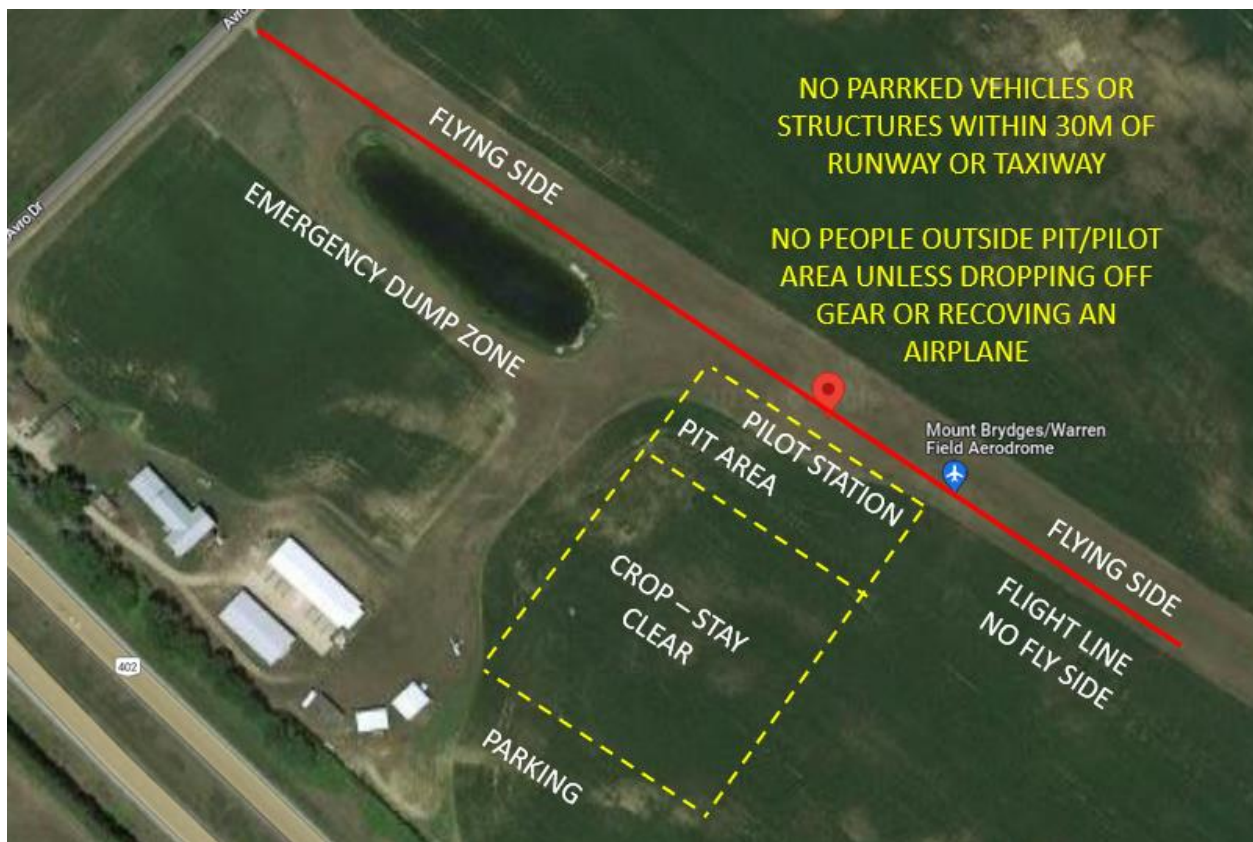 Avro
NO PARRKED VEHICLES OR
STRUCTURES WITHIN 30M OF
RUNWAY OR TAXIWAY
FLYING SIDE
Avro Dr
EMERGENCY DUMP ZONE
NO PEOPLE OUTSIDE PIT/PILOT
AREA UNLESS DROPPING OFF
GEAR OR RECOVING AN
AIRPLANE
PILOT STATION
PIT AREA
Mount Brydges/Warren
Field Aerodrome
FLYING SIDE
FLIGHT LINE
NO FLY SIDE
CROP – STAY
CLEAR
402
PARKING